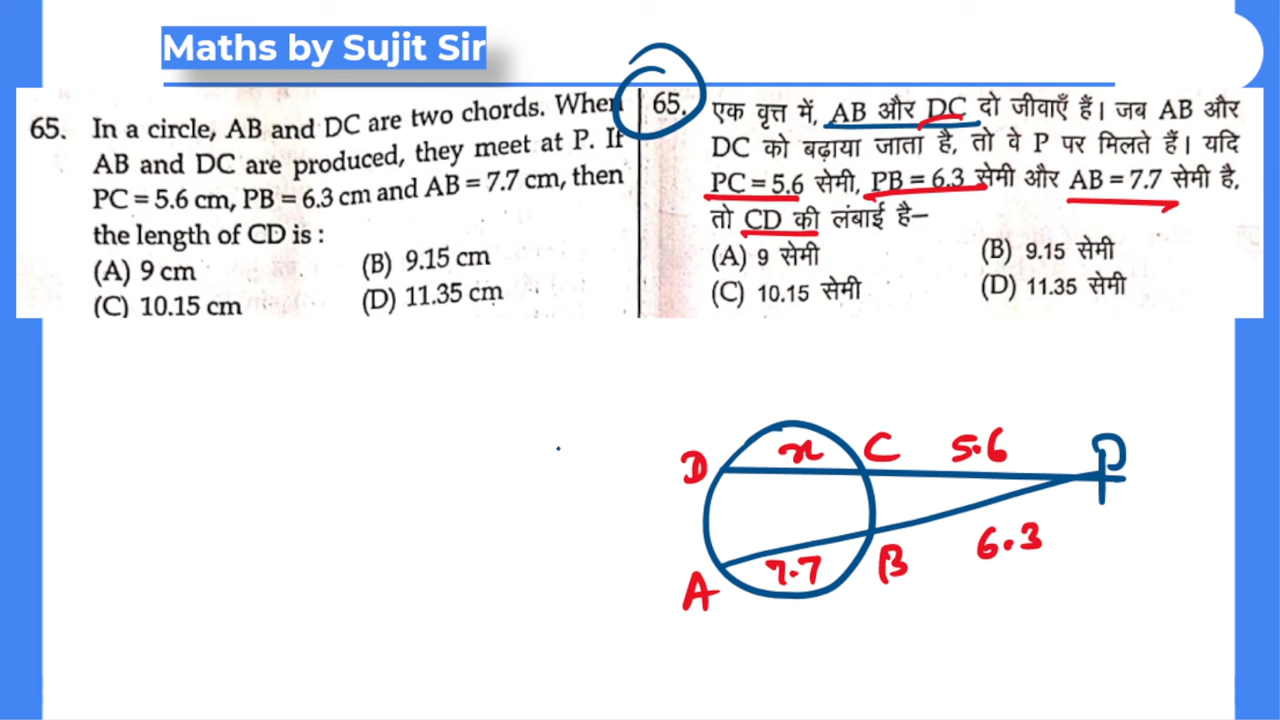 Maths by Sujit Sir
65. In a circle, AB and DC are two chords. When
AB and DC are produced, they meet at P. If
PC = 5.6 cm, PB = 6.3 cm and AB = 7.7 cm, then
the length of CD is :
(A) 9 cm (B) 9.15 cm
(C) 10.15 cm (D) 11.35 cm
65. एक वृत्त में, AB और DC दो जीवाएँ हैं। जब AB और
DC को बढ़ाया जाता है, तो वे P पर मिलते हैं। यदि
PC = 5.6 सेमी, PB = 6.3 सेमी और AB = 7.7 सेमी है,
तो CD की लंबाई है–
(A) 9 सेमी (B) 9.15 सेमी
(C) 10.15 सेमी (D) 11.35 सेमी
D x C 5.6 P
A 7.7 B 6.3